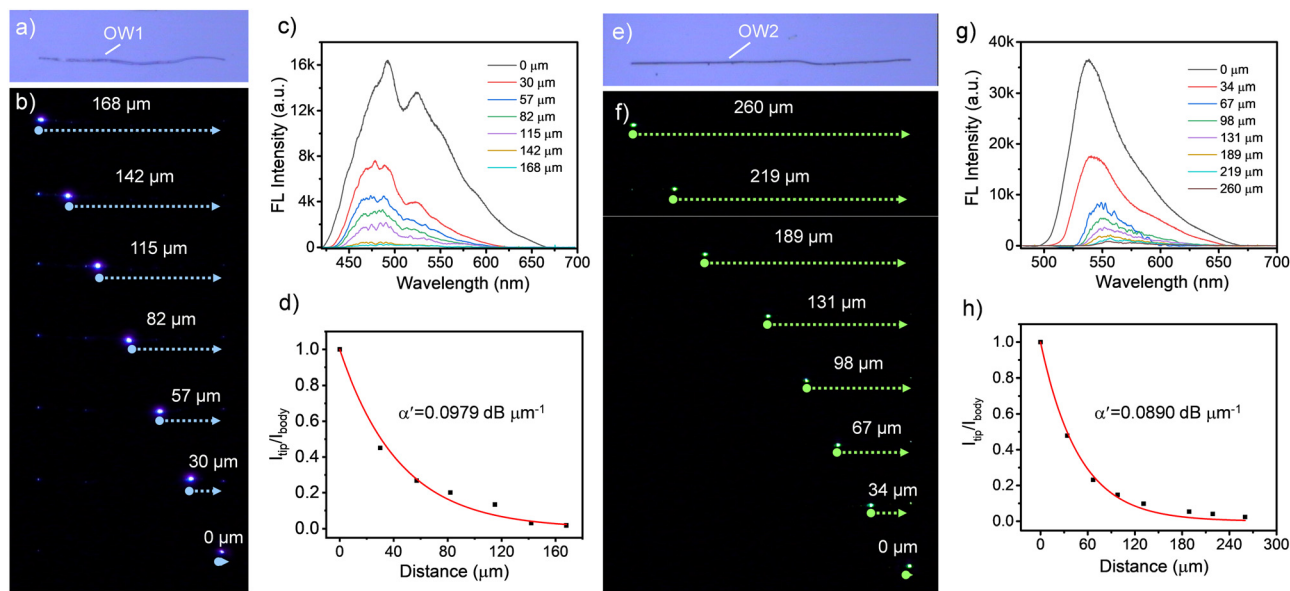 a)
OW1
b)
168 μm
142 μm
115 μm
82 μm
57 μm
30 μm
0 μm
c)
FL Intensity (a.u.)
16k
12k
8k
4k
0
450
500
550
600
650
700
Wavelength (nm)
0 μm
30 μm
57 μm
82 μm
115 μm
142 μm
168 μm
d)
I_tip/I_body
1.0
0.8
0.6
0.4
0.2
0.0
0
40
80
120
160
Distance (μm)
α′=0.0979 dB μm⁻¹
e)
OW2
f)
260 μm
219 μm
189 μm
131 μm
98 μm
67 μm
34 μm
0 μm
g)
FL Intensity (a.u.)
40k
30k
20k
10k
0
500
550
600
650
700
Wavelength (nm)
0 μm
34 μm
67 μm
98 μm
131 μm
189 μm
219 μm
260 μm
h)
I_tip/I_body
1.0
0.8
0.6
0.4
0.2
0.0
0
60
120
180
240
300
Distance (μm)
α′=0.0890 dB μm⁻¹